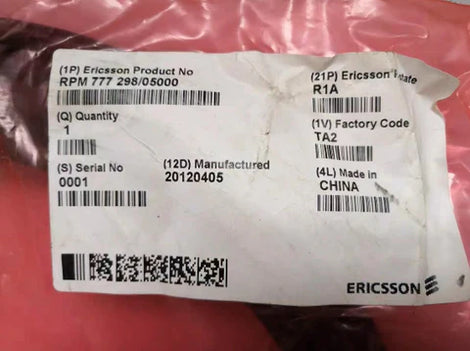 (1P) Ericsson Product No
RPM 777 298/05000
(21P) Ericsson tate
R1A
(Q) Quantity
1
(1V) Factory Code
TA2
(S) Serial No
0001
(12D) Manufactured
20120405
(4L) Made in
CHINA
ERICSSON